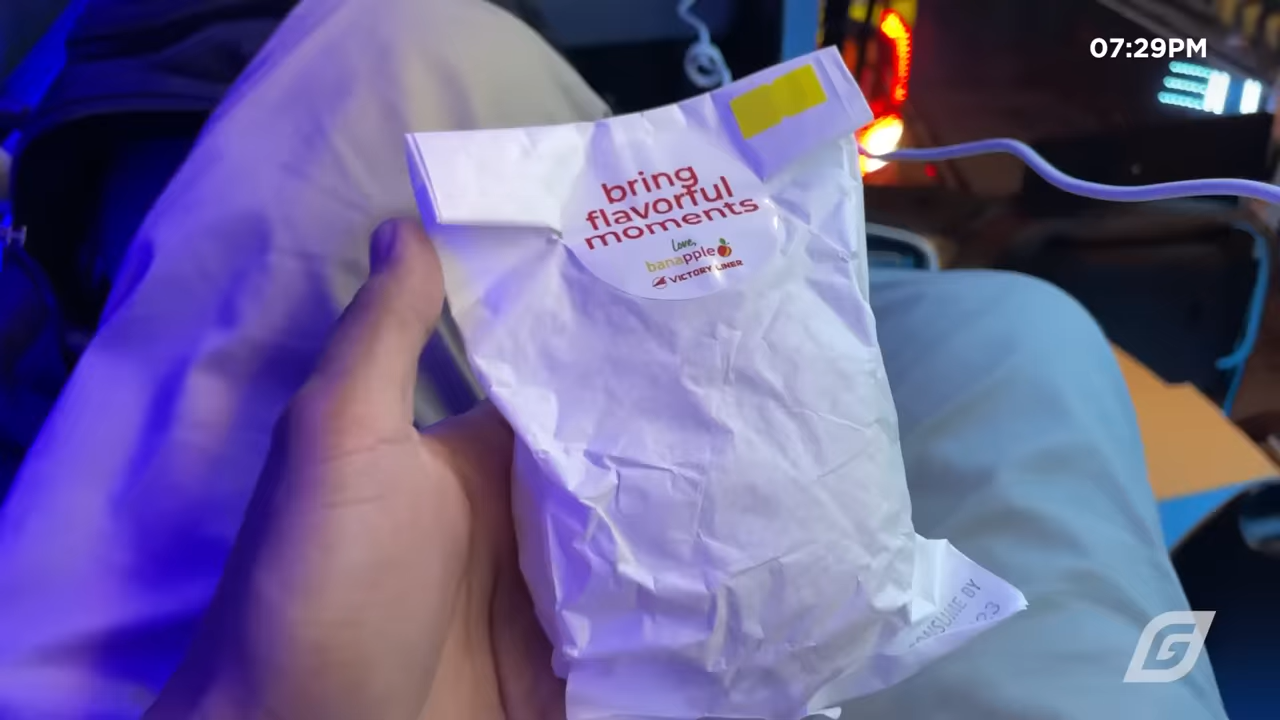 07:29PM
bring
flavorful
moments
love,
banapple
VICTORY LINER
CONSUME BY